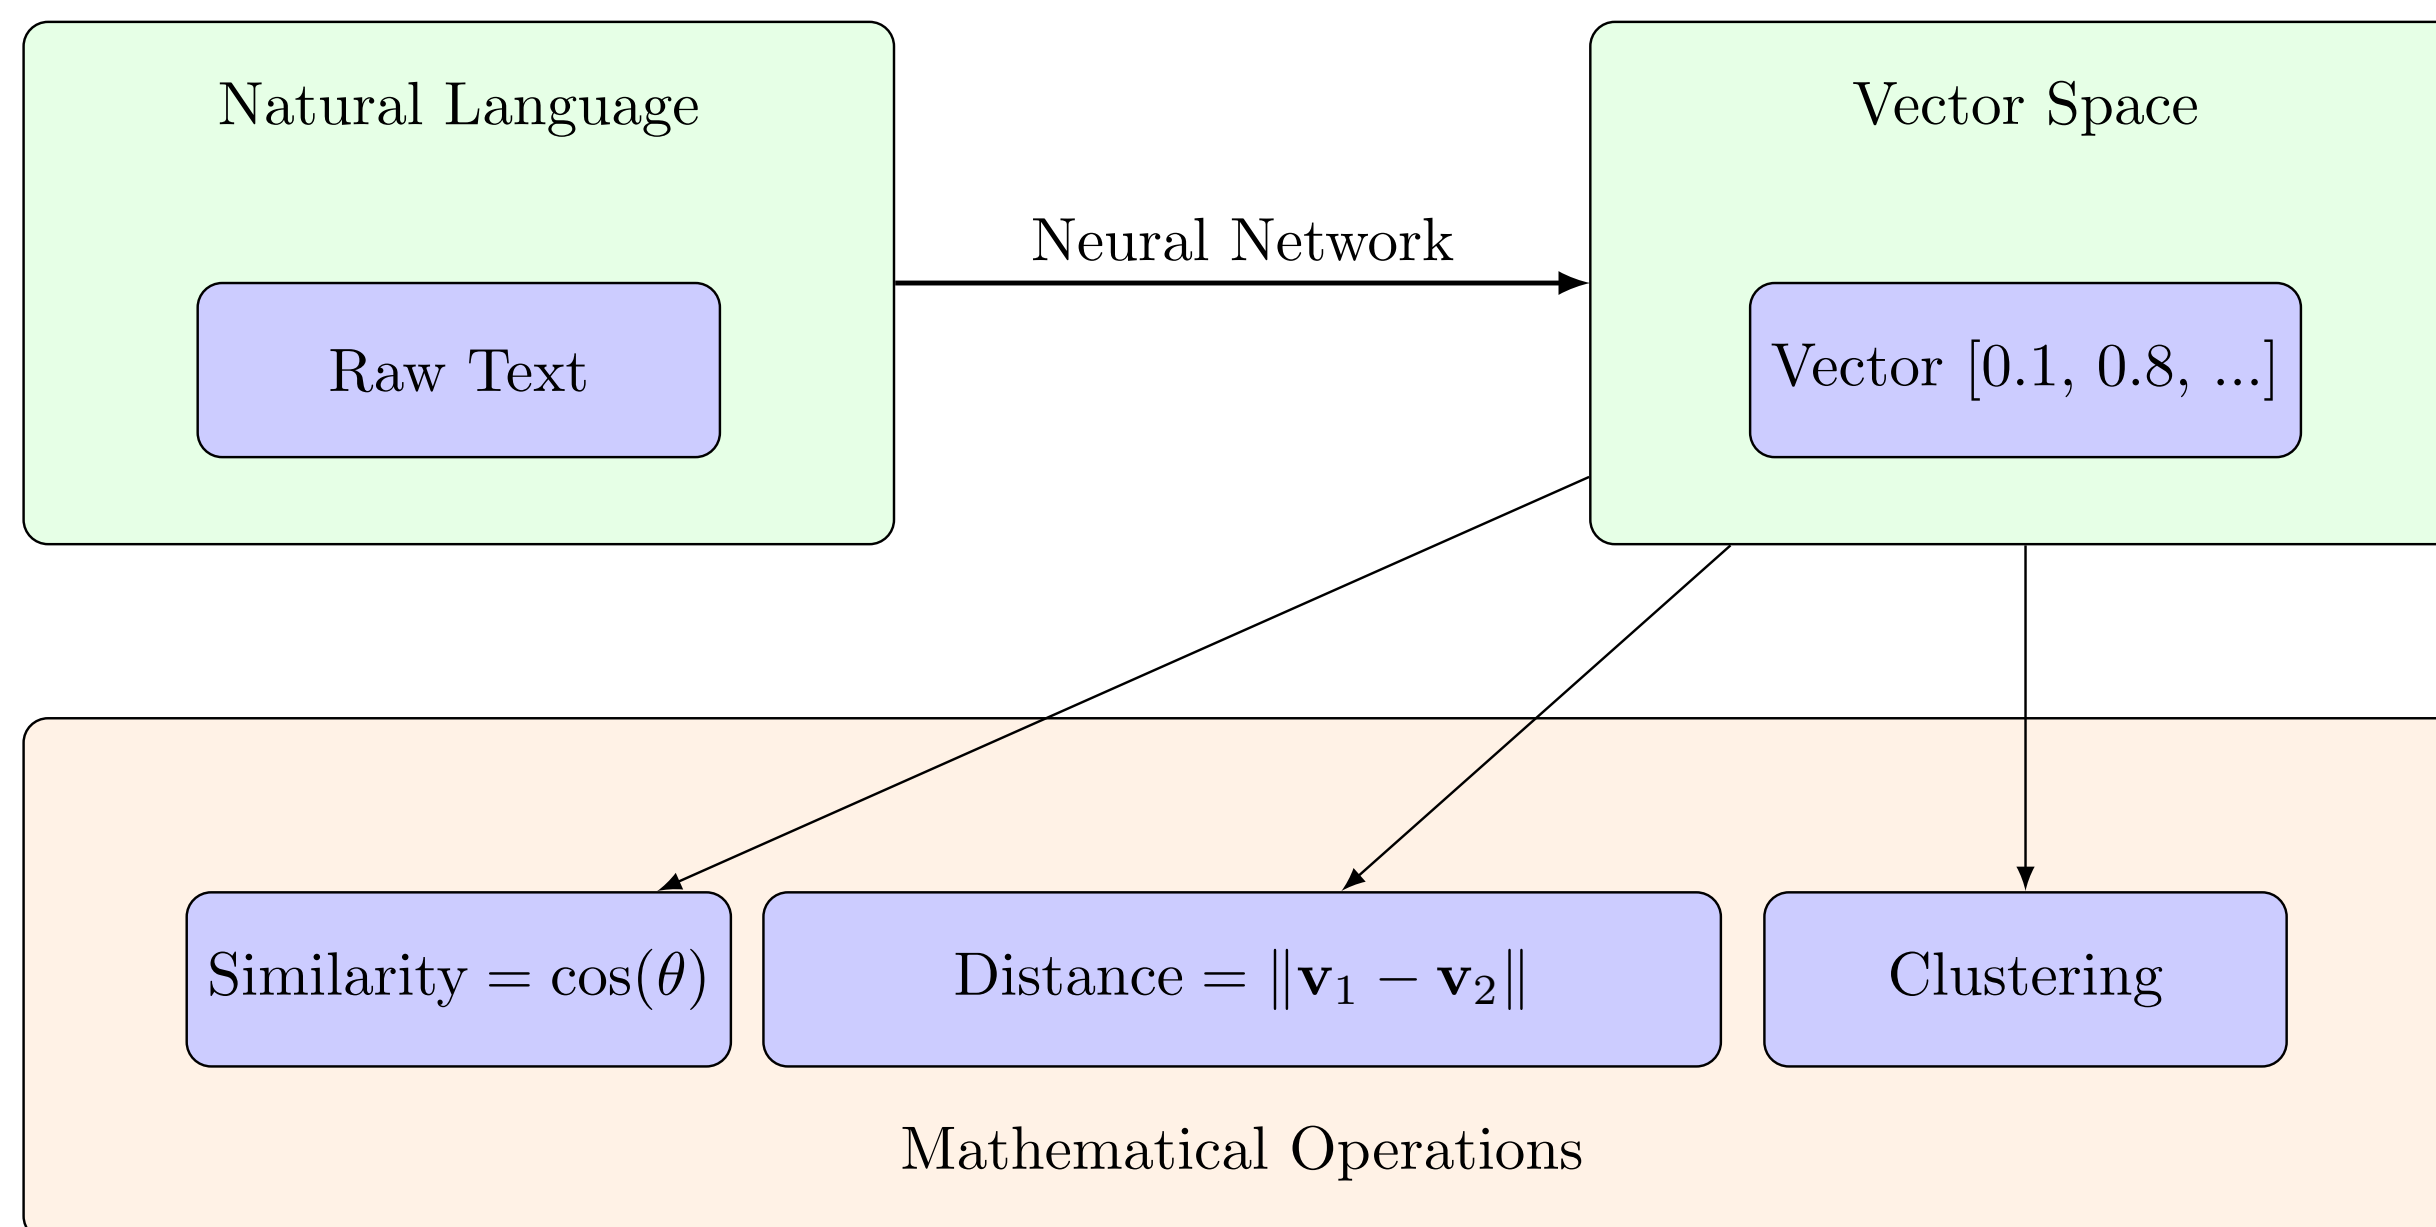 Natural Language
Vector Space
Neural Network
Raw Text
Vector [0.1, 0.8, ...]
Similarity = cos(θ)
Distance = ‖𝐯₁ − 𝐯₂‖
Clustering
Mathematical Operations